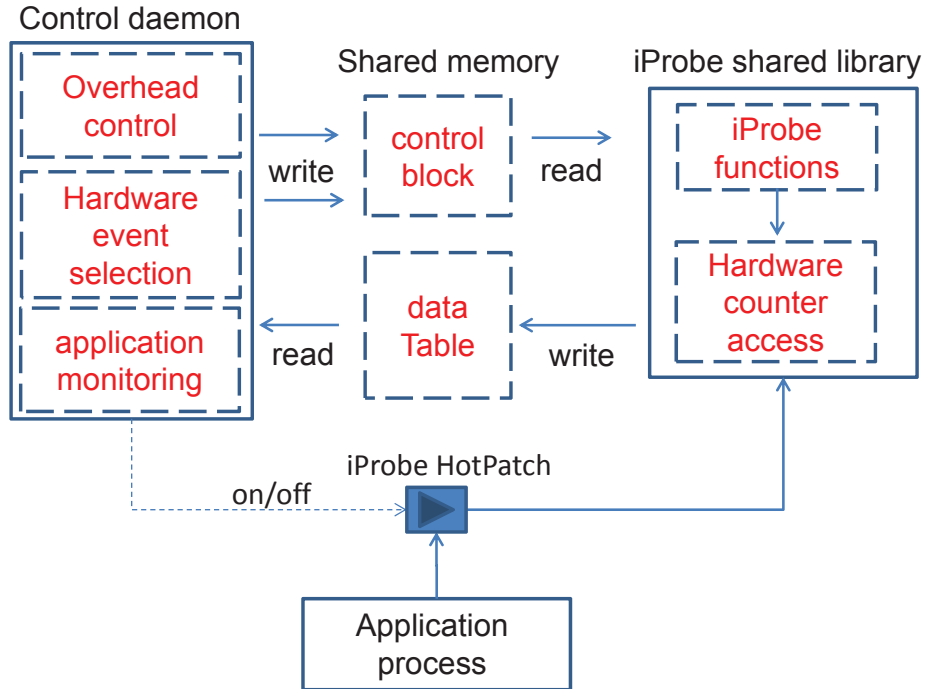 Control daemon
Overhead
control
Hardware
event
selection
application
monitoring
write
read
Shared memory
control
block
data
Table
read
write
iProbe shared library
iProbe
functions
Hardware
counter
access
iProbe HotPatch
on/off
Application
process